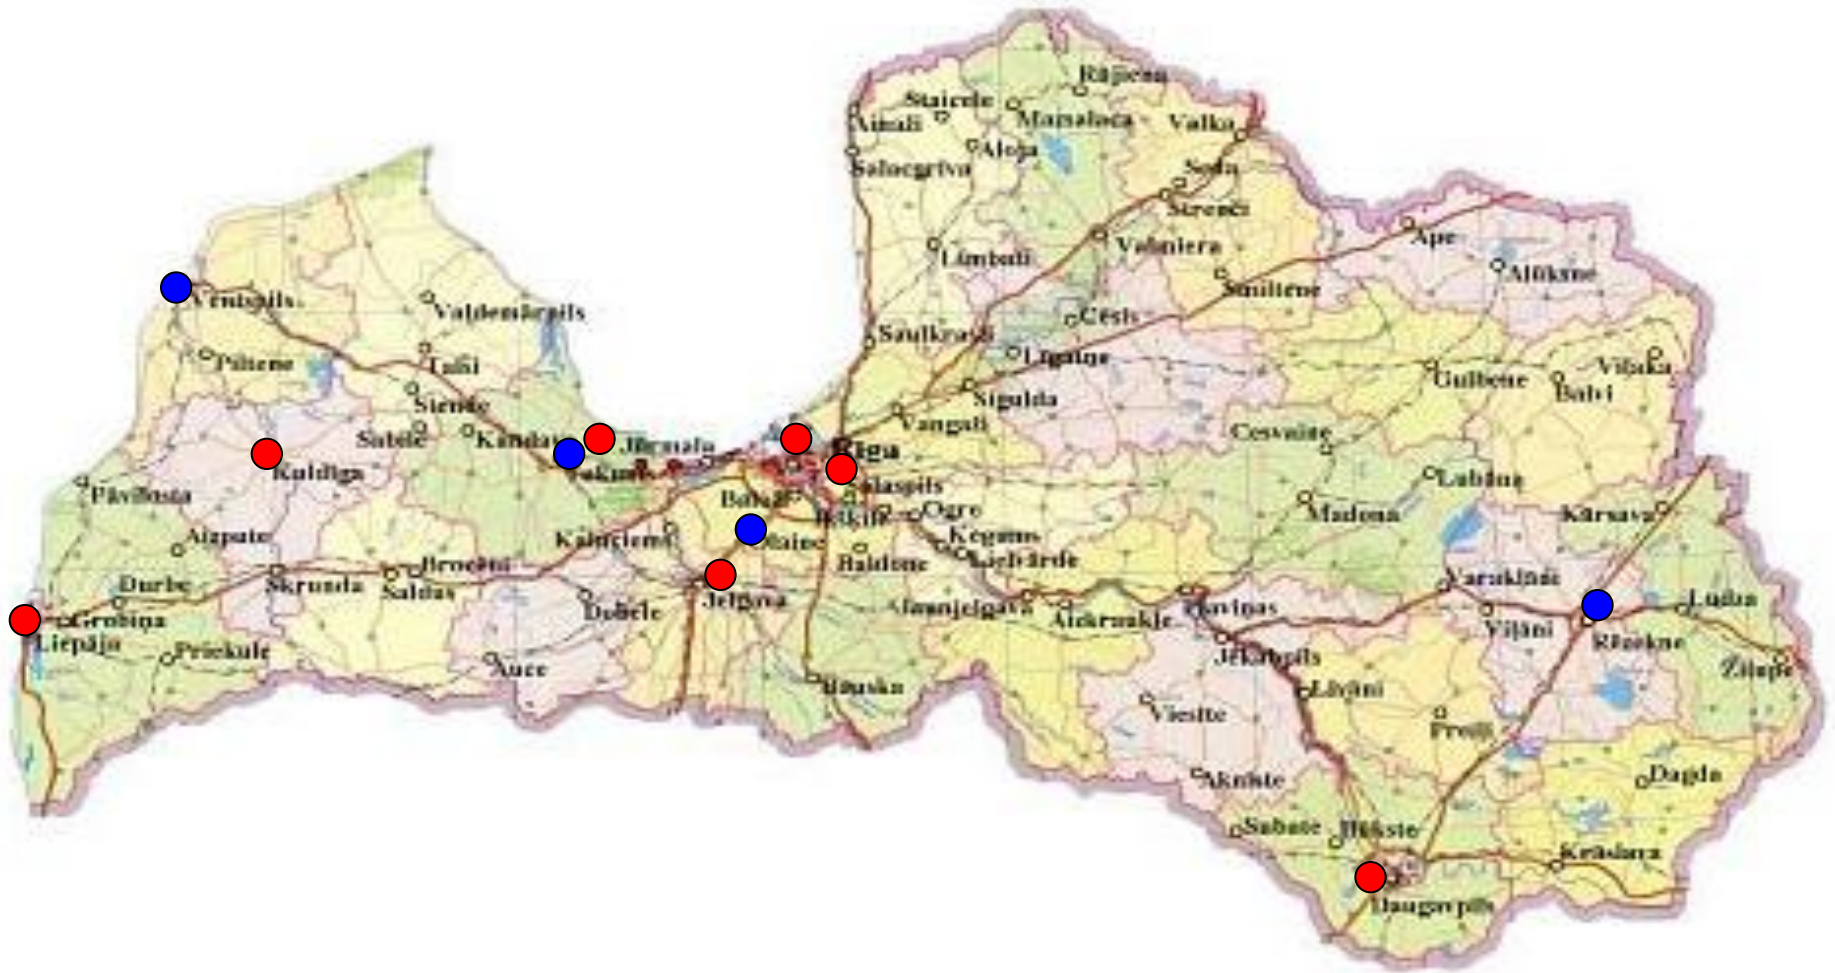 Rūjiena
Staicele
Mazsalaca
Ainaži
Valka
Aloja
Salacgrīva
Seda
Strenči
Valmiera
Ape
Limbaži
Alūksne
Smiltene
Ventspils
Valdemārpils
Cēsis
Saulkrasti
Līgatne
Piltene
Talsi
Viļaka
Gulbene
Balvi
Sigulda
Stende
Vangaži
Sabile
Kandava
Cesvaine
Jūrmala
Rīga
Kuldīga
Tukums
Lubāna
Salaspils
Pāvilosta
Baloži
Ogre
Madona
Kārsava
Ikšķile
Aizpute
Kalnciems
Olaine
Ķegums
Lielvārde
Baldone
Brocēni
Durbe
Skrunda
Saldus
Varakļāni
Dobele
Jelgava
Jaunjelgava
Aizkraukle
Pļaviņas
Ludza
Grobiņa
Viļāni
Rēzekne
Liepāja
Priekule
Jēkabpils
Auce
Zilupe
Bauska
Līvāni
Viesīte
Preiļi
Aknīste
Dagda
Subate
Ilūkste
Krāslava
Daugavpils